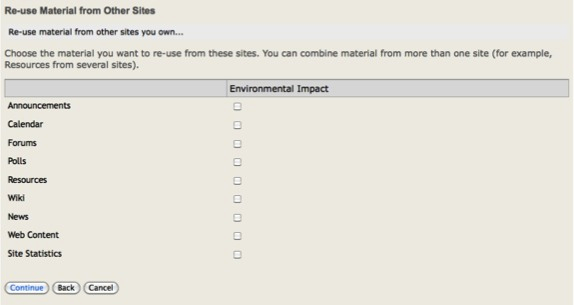 Re-use Material from Other Sites
Re-use material from other sites you own...
Choose the material you want to re-use from these sites. You can combine material from more than one site (for example,
Resources from several sites).
Environmental Impact
Announcements
Calendar
Forums
Polls
Resources
Wiki
News
Web Content
Site Statistics
Continue Back Cancel